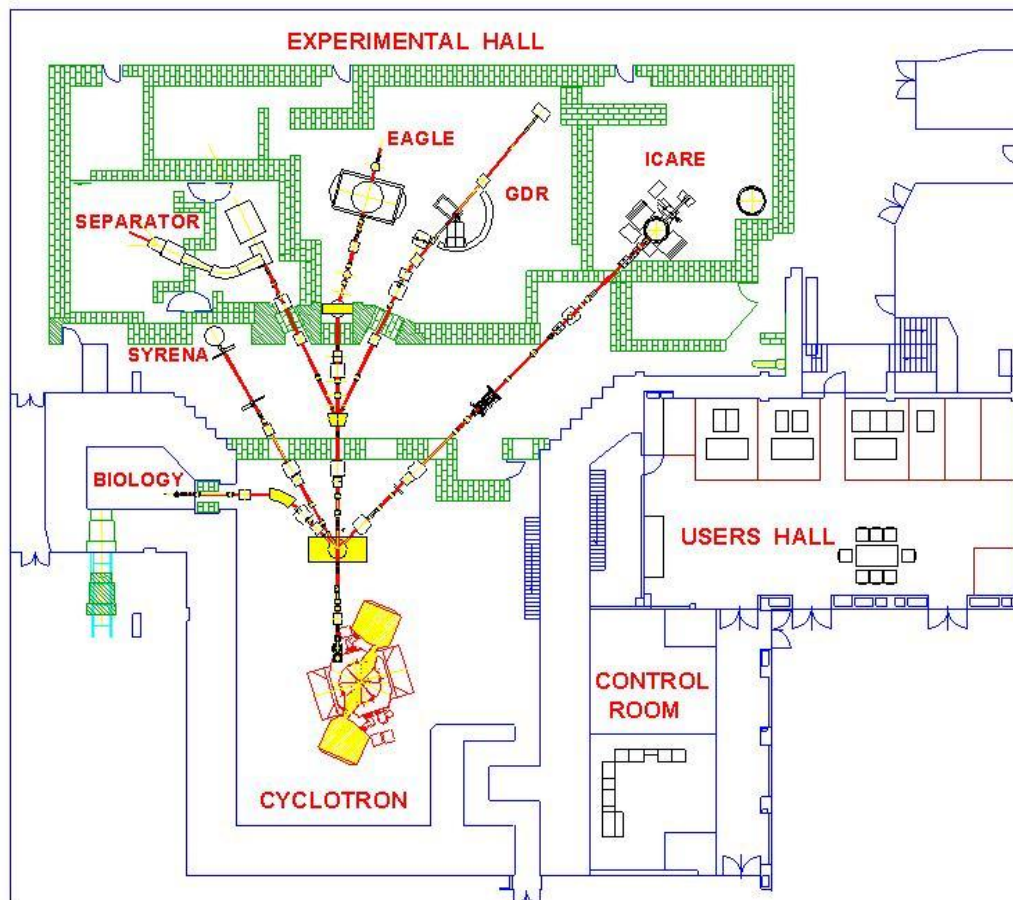 EXPERIMENTAL HALL
EAGLE
ICARE
GDR
SEPARATOR
SYRENA
BIOLOGY
USERS HALL
CONTROL
ROOM
CYCLOTRON